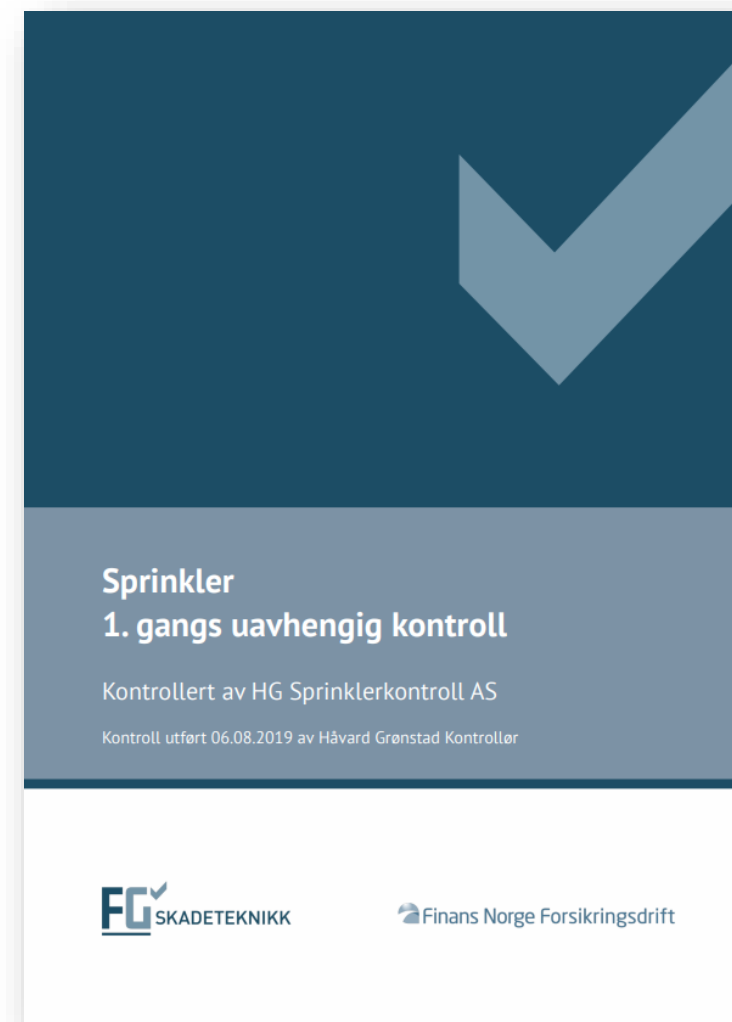 Sprinkler
1. gangs uavhengig kontroll
Kontrollert av HG Sprinklerkontroll AS
Kontroll utført 06.08.2019 av Håvard Grønstad Kontrollør
FG SKADETEKNIKK
Finans Norge Forsikringsdrift